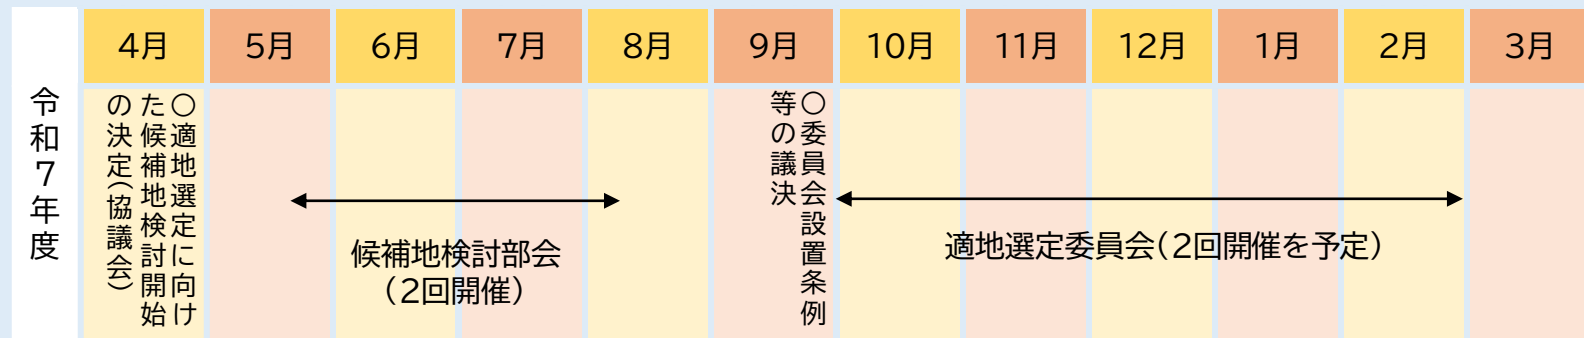 令和7年度
4月
5月
6月
7月
8月
9月
10月
11月
12月
1月
2月
3月
〇適地選定に向け
た候補地検討開始
の決定(協議会)
候補地検討部会
(2回開催)
〇委員会設置条例
等の議決
適地選定委員会(2回開催を予定)